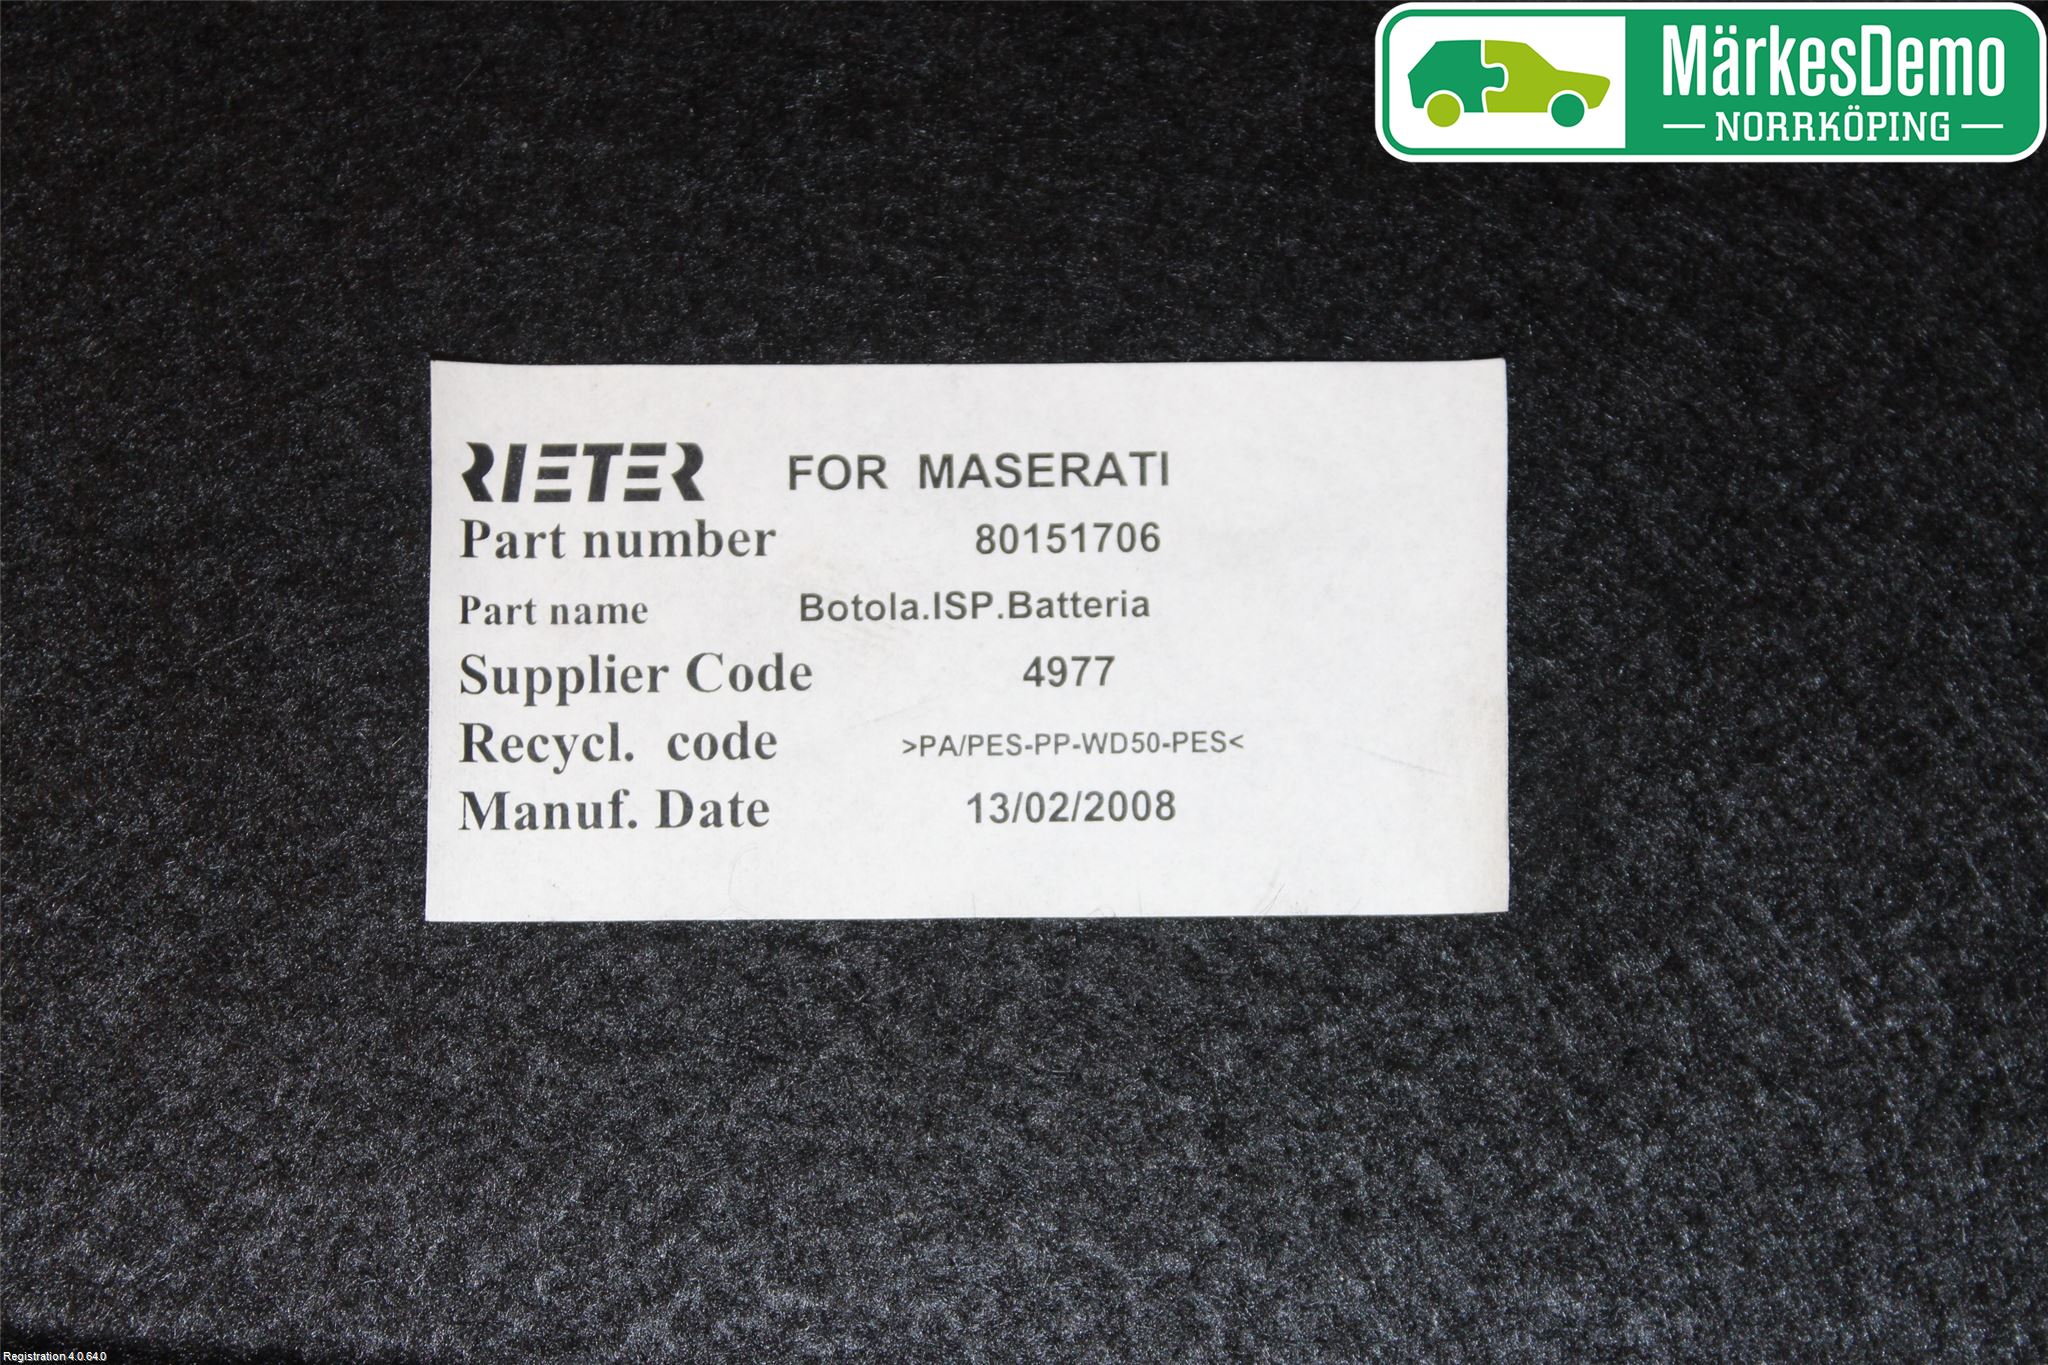 MärkesDemo
NORRKÖPING
RIETER FOR MASERATI
Part number 80151706
Part name Botola.ISP.Batteria
Supplier Code 4977
Recycl. code >PA/PES-PP-WD50-PES<
Manuf. Date 13/02/2008
Registration 4.0.64.0